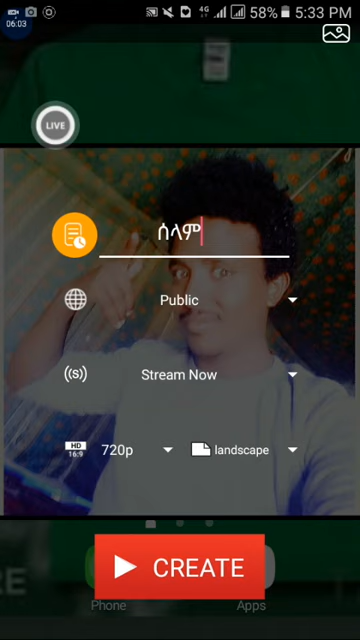 4G 58% 5:33 PM
06:03
LIVE
ሰላም
Public
Stream Now
HD
16:9
720p landscape
CREATE
Phone Apps